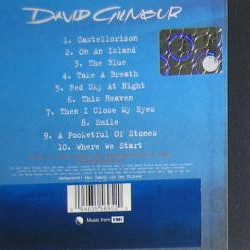 DAVID GILMOUR
1. Castellorizon
2. On An Island
3. The Blue
4. Take A Breath
5. Red Sky At Night
6. This Heaven
7. Then I Close My Eyes
8. Smile
9. A Pocketful Of Stones
10. Where We Start
Music from EMI